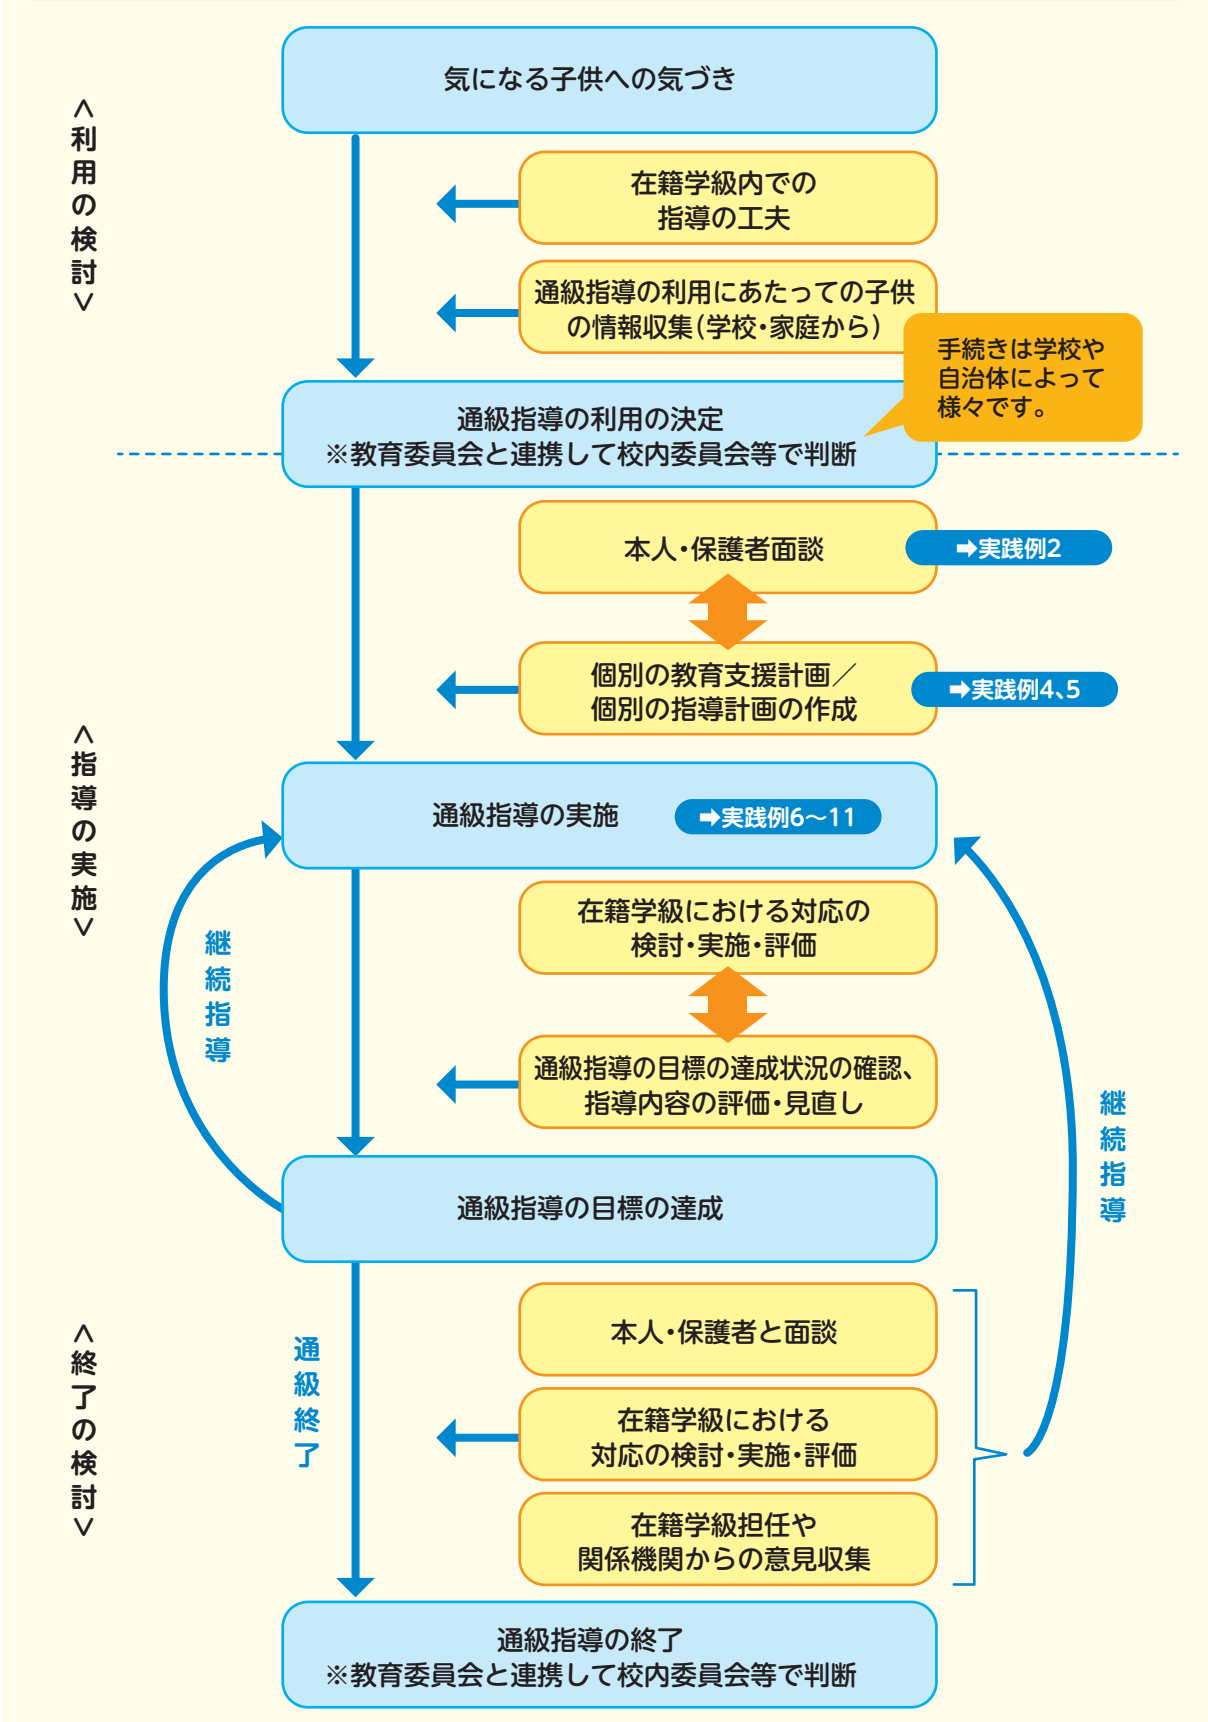 <利用の検討>
気になる子供への気づき
在籍学級内での
指導の工夫
通級指導の利用にあたっての子供
の情報収集(学校・家庭から)
手続きは学校や
自治体によって
様々です。
通級指導の利用の決定
※教育委員会と連携して校内委員会等で判断
<指導の実施>
本人・保護者面談
➡実践例2
個別の教育支援計画／
個別の指導計画の作成
➡実践例4、5
通級指導の実施
➡実践例6〜11
継続指導
在籍学級における対応の
検討・実施・評価
通級指導の目標の達成状況の確認、
指導内容の評価・見直し
継続指導
通級指導の目標の達成
<終了の検討>
通級終了
本人・保護者と面談
在籍学級における
対応の検討・実施・評価
在籍学級担任や
関係機関からの意見収集
通級指導の終了
※教育委員会と連携して校内委員会等で判断